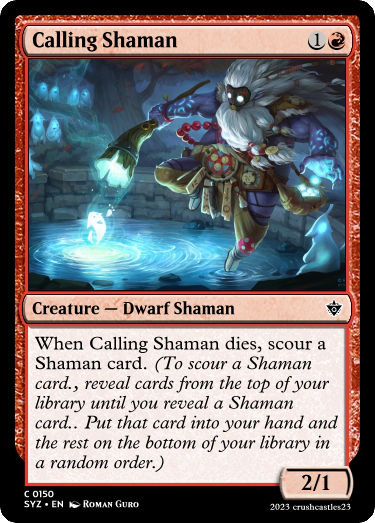 Calling Shaman 1
Creature — Dwarf Shaman
When Calling Shaman dies, scour a
Shaman card. (To scour a Shaman
card., reveal cards from the top of your
library until you reveal a Shaman
card.. Put that card into your hand and
the rest on the bottom of your library in
a random order.)
2/1
C 0150
SYZ • EN Roman Guro
2023 crushcastles23